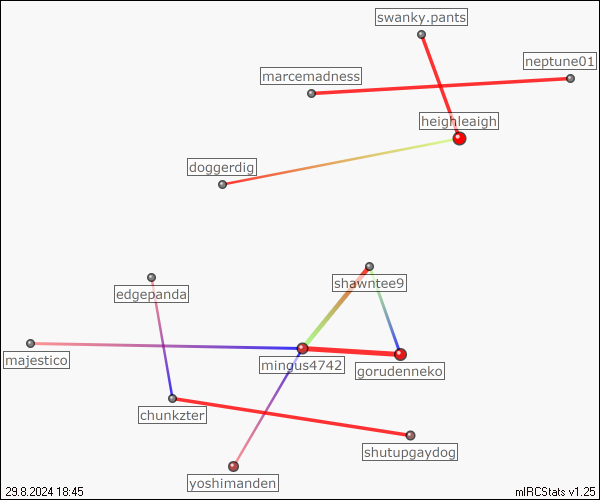 swanky.pants
neptune01
marcemadness
heighleaigh
doggerdig
shawntee9
edgepanda
majestico
mingus4742
gorudenneko
chunkzter
shutupgaydog
yoshimanden
29.8.2024 18:45
mIRCStats v1.25